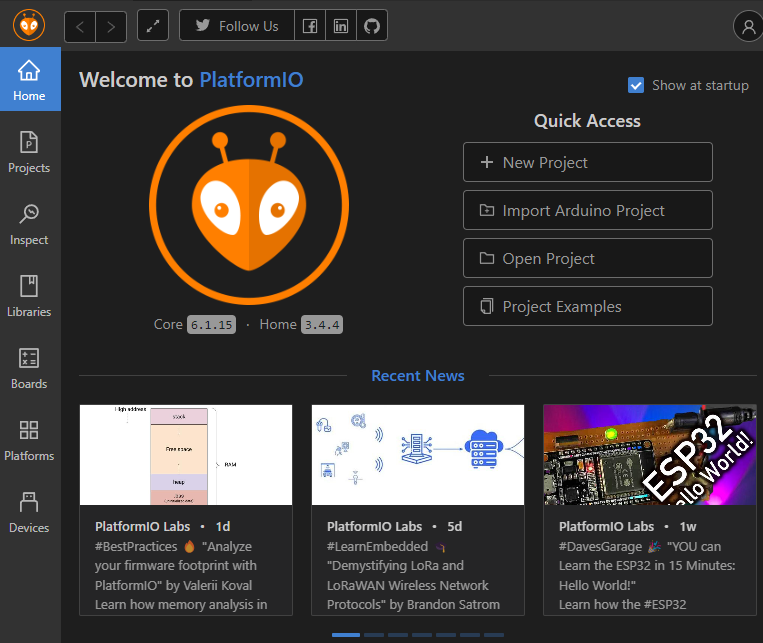 Follow Us
Home
Projects
Inspect
Libraries
Boards
Platforms
Devices
Welcome to PlatformIO
Show at startup
Core 6.1.15 · Home 3.4.4
Quick Access
New Project
Import Arduino Project
Open Project
Project Examples
Recent News
High address
stack
Free space
heap
.bss
RAM
PlatformIO Labs • 1d
#BestPractices 🔥 "Analyze
your firmware footprint with
PlatformIO" by Valerii Koval
Learn how memory analysis in
PlatformIO Labs • 5d
#LearnEmbedded
"Demystifying LoRa and
LoRaWAN Wireless Network
Protocols" by Brandon Satrom
ESP32
Hello World!
PlatformIO Labs • 1w
#DavesGarage 🎉 "YOU can
Learn the ESP32 in 15 Minutes:
Hello World!"
Learn how the #ESP32